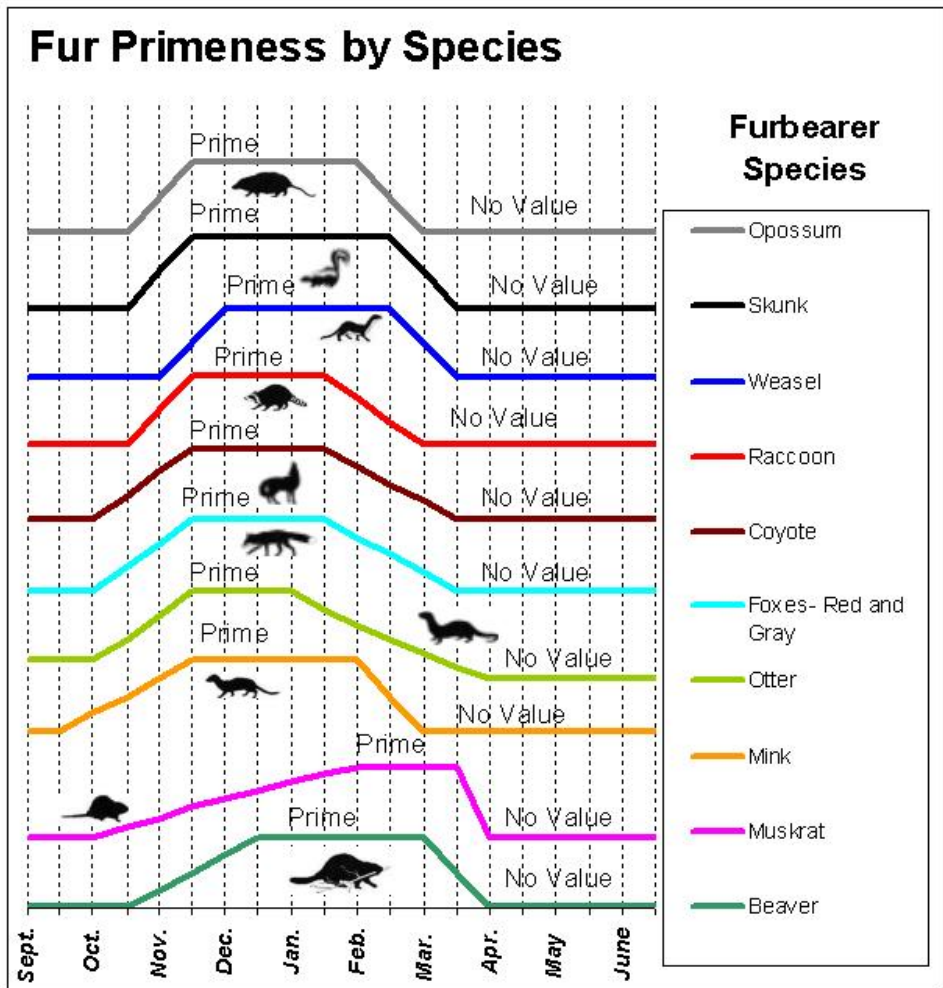 Fur Primeness by Species
Prime
No Value
Prime
No Value
Prime
No Value
Prime
No Value
Prime
No Value
Prime
No Value
Prime
No Value
Prime
No Value
Prime
No Value
Prime
No Value
Sept.
Oct.
Nov.
Dec.
Jan.
Feb.
Mar.
Apr.
May
June
Furbearer
Species
Opossum
Skunk
Weasel
Raccoon
Coyote
Foxes- Red and
Gray
Otter
Mink
Muskrat
Beaver